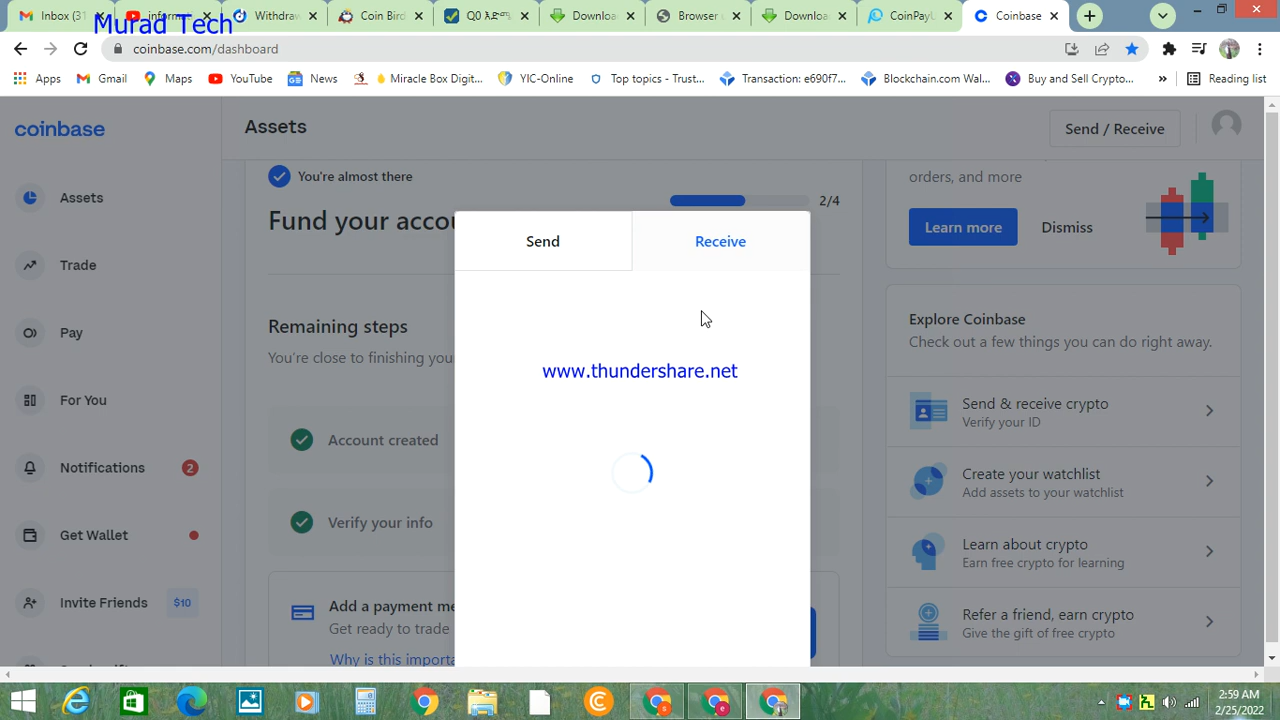 Inbox (31
inform
Withdraw
Coin Bird
Q0 አድማስ
Downloa
Browser
Downloa
CoinPayU
Coinbase
Murad Tech
coinbase.com/dashboard
Apps
Gmail
Maps
YouTube
News
Miracle Box Digit...
YIC-Online
Top topics - Trust...
Transaction: e690f7...
Blockchain.com Wal...
Buy and Sell Crypto...
»
Reading list
coinbase
Assets
Send / Receive
Assets
Trade
Pay
For You
Notifications 2
Get Wallet
Invite Friends $10
You're almost there
2/4
Fund your accou
Remaining steps
You're close to finishing you
Account created
Verify your info
Add a payment me
Get ready to trade
Why is this importa
Send
Receive
www.thundershare.net
orders, and more
Learn more
Dismiss
Explore Coinbase
Check out a few things you can do right away.
Send & receive crypto
Verify your ID
Create your watchlist
Add assets to your watchlist
Learn about crypto
Earn free crypto for learning
Refer a friend, earn crypto
Give the gift of free crypto
2:59 AM
2/25/2022